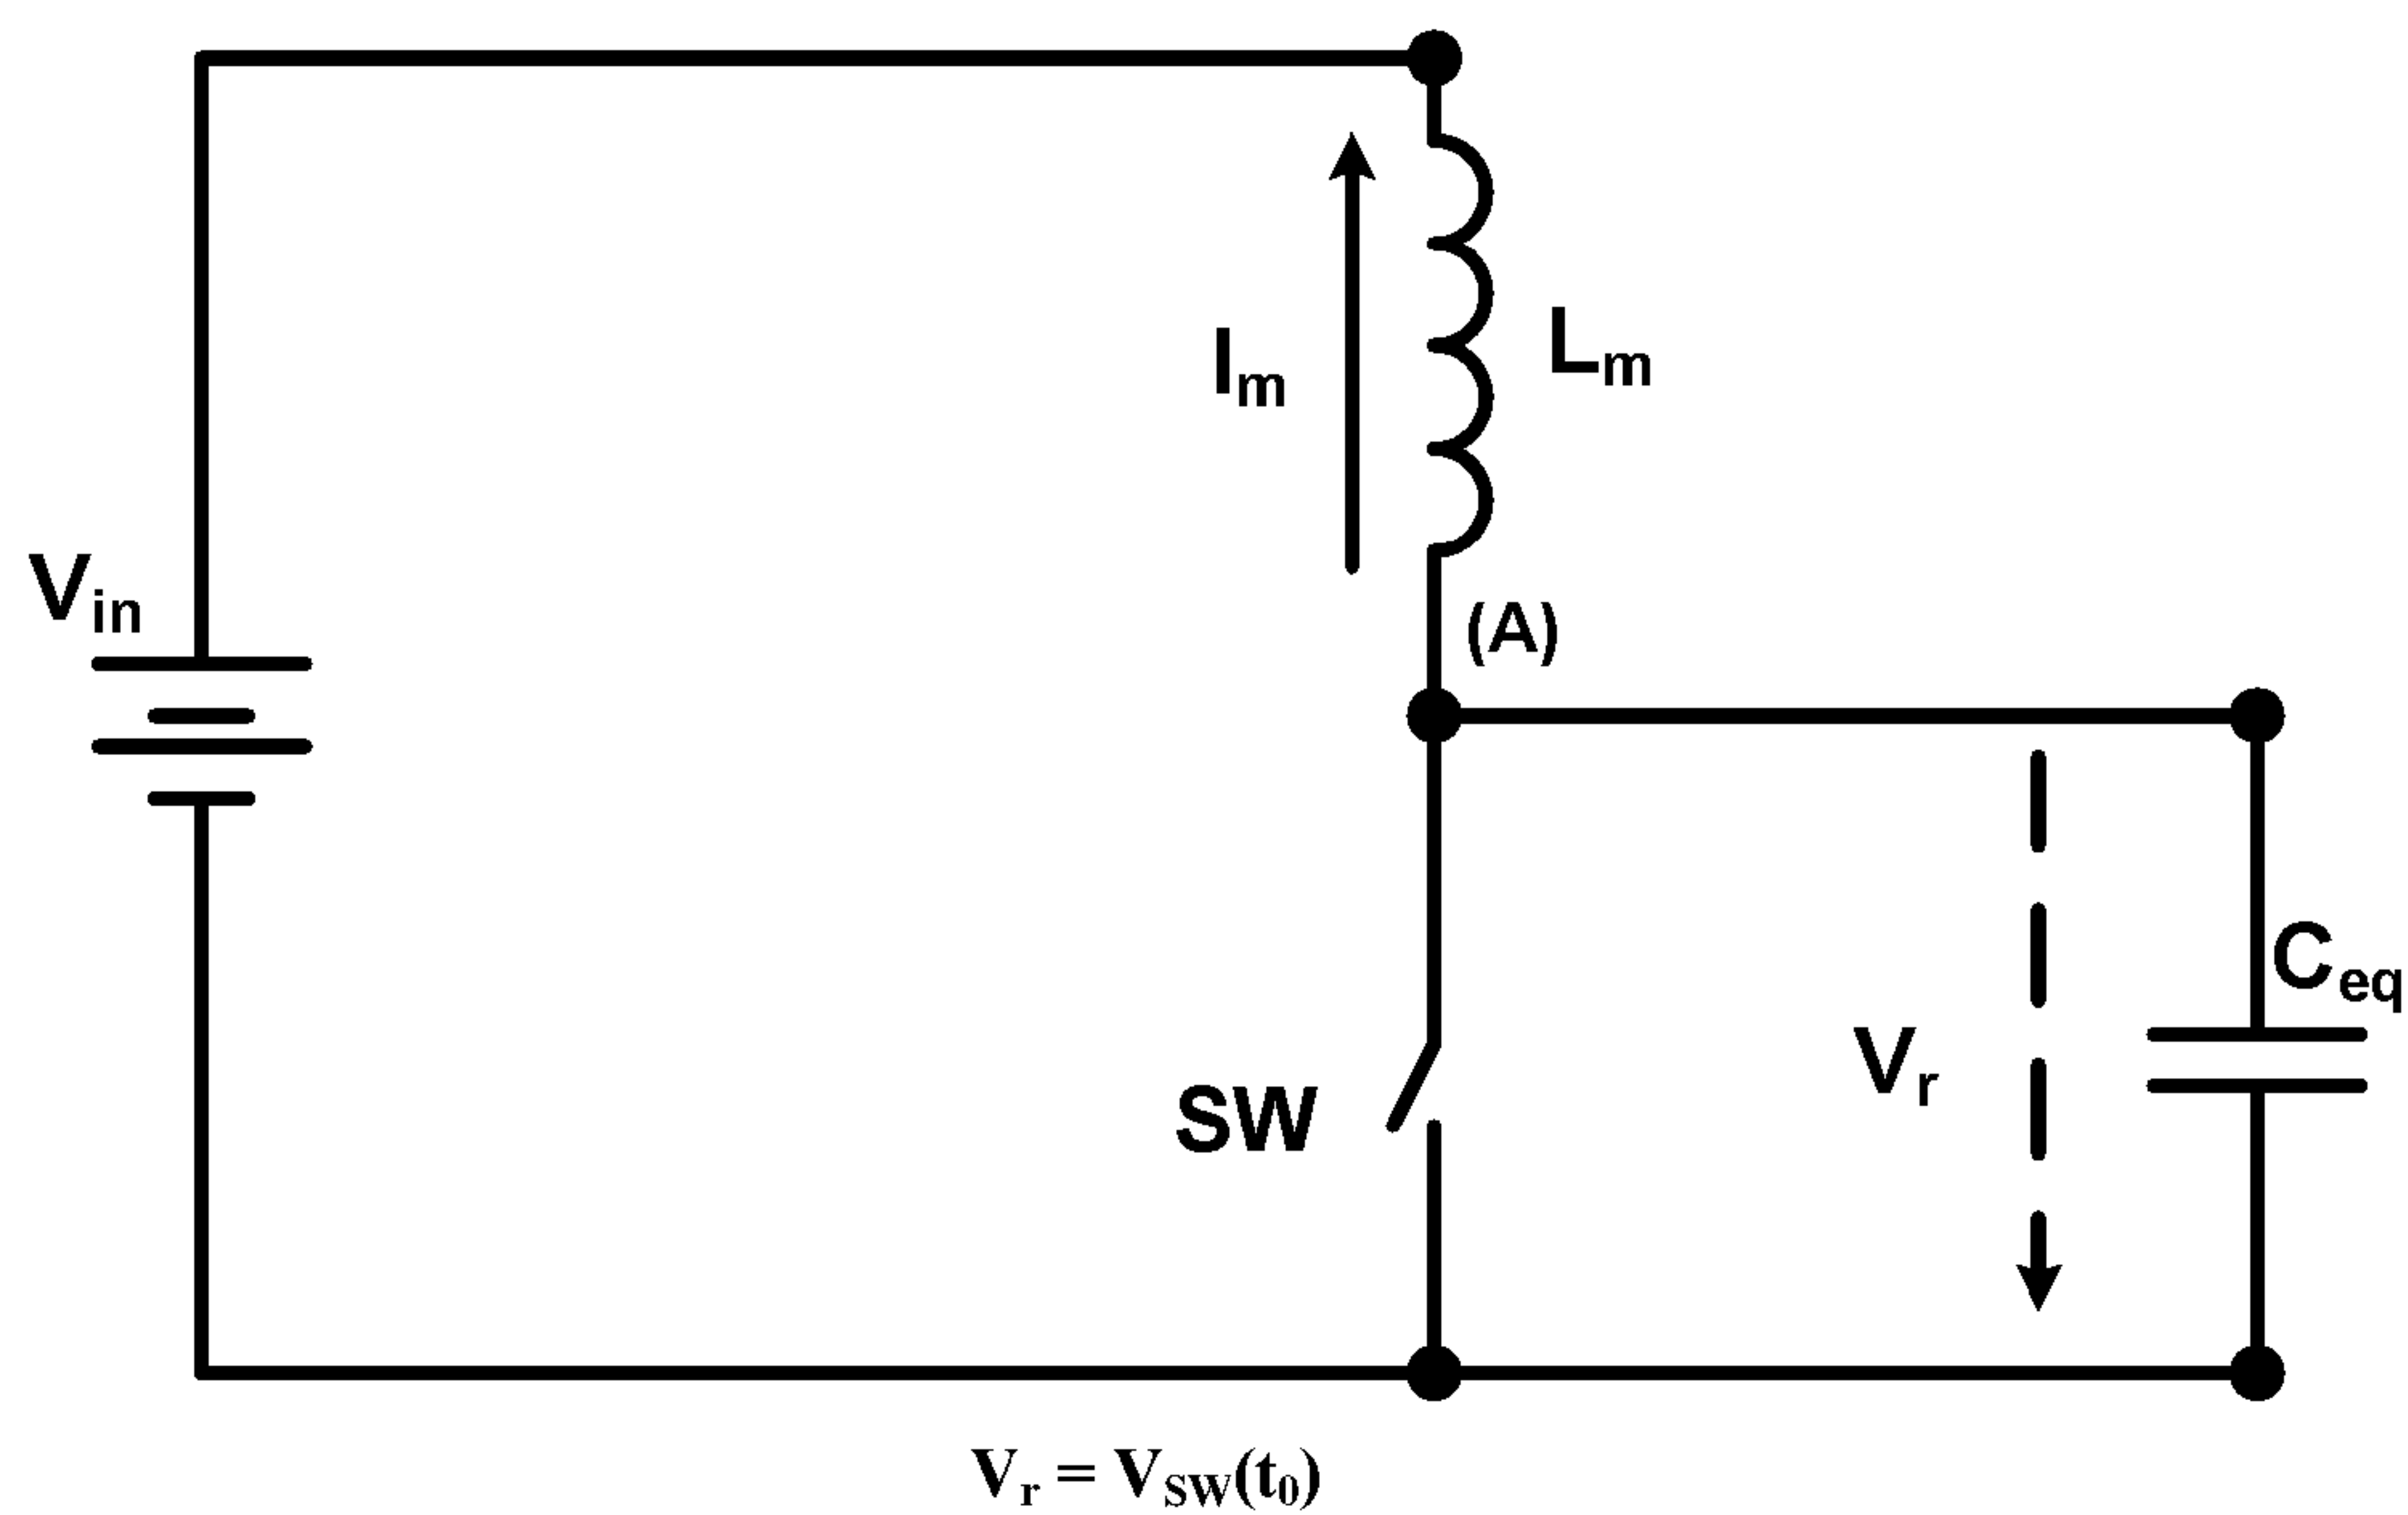 Im
Lm
Vin
(A)
Ceq
Vr
SW
Vr = VSW(t0)